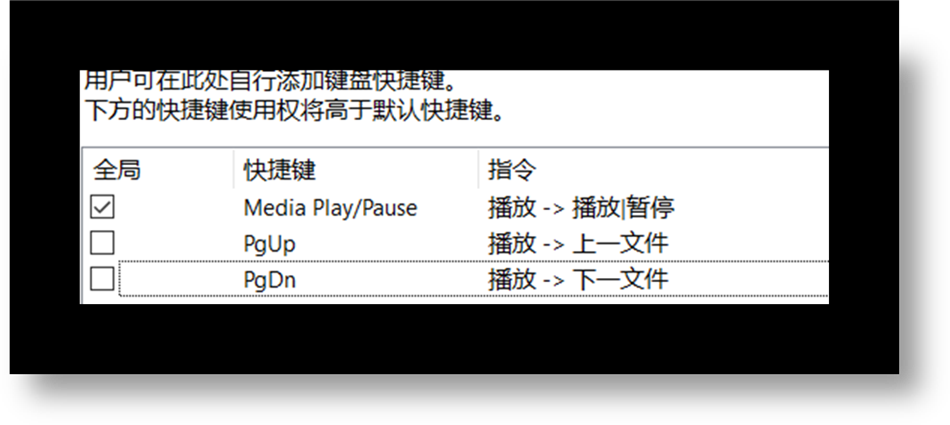 用户可在此处自行添加键盘快捷键。
下方的快捷键使用权将高于默认快捷键。
全局 快捷键 指令
Media Play/Pause 播放 -> 播放|暂停
PgUp 播放 -> 上一文件
PgDn 播放 -> 下一文件